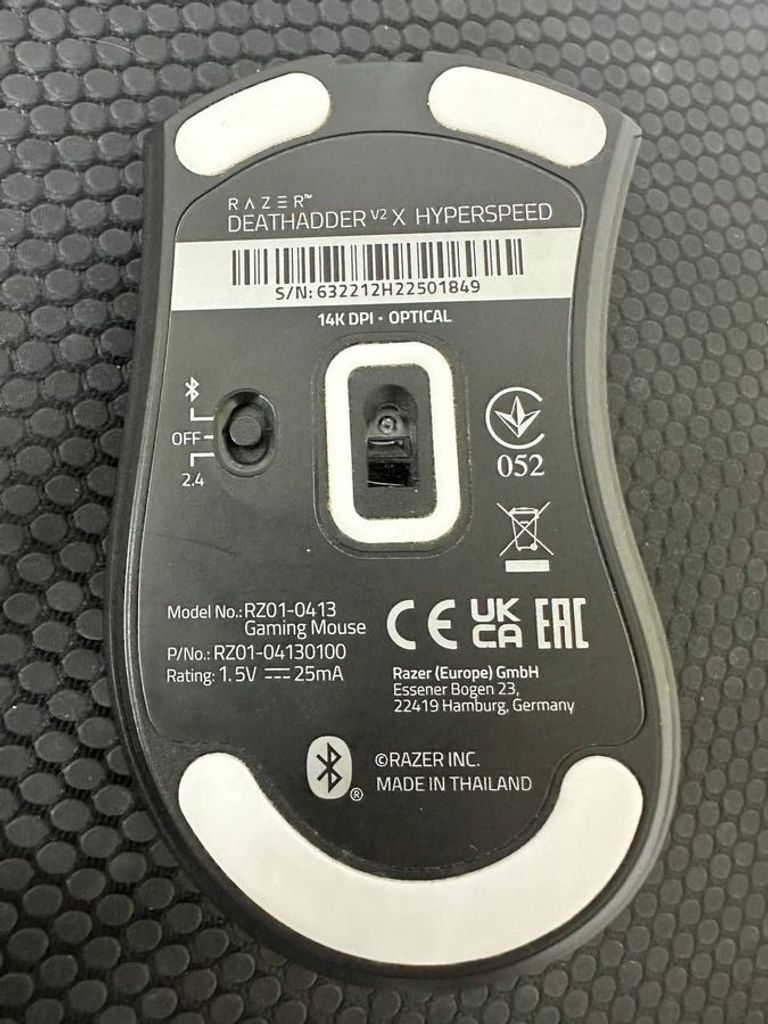 RAZER™
DEATHADDER V2 X HYPERSPEED
S/N: 632212H22501849
14K DPI · OPTICAL
OFF
2.4
052
Model No.: RZ01-0413
Gaming Mouse
P/No.: RZ01-04130100
Rating: 1.5V ⎓ 25mA
CE UKCA EAC
Razer (Europe) GmbH
Essener Bogen 23,
22419 Hamburg, Germany
®
©RAZER INC.
MADE IN THAILAND